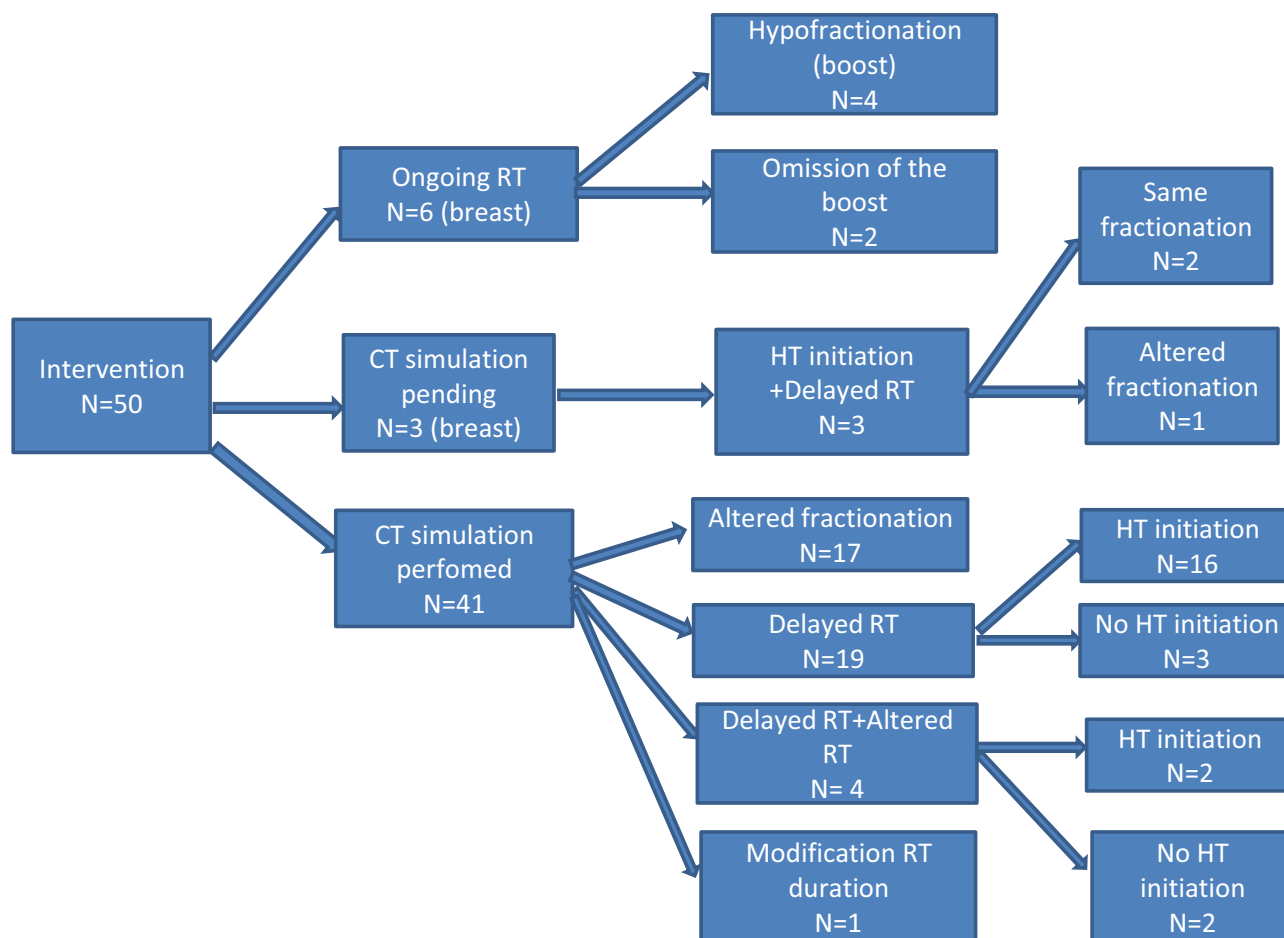 Intervention
N=50
Ongoing RT
N=6 (breast)
Hypofractionation
(boost)
N=4
Omission of the
boost
N=2
CT simulation
pending
N=3 (breast)
HT initiation
+Delayed RT
N=3
Same
fractionation
N=2
Altered
fractionation
N=1
CT simulation
perfomed
N=41
Altered fractionation
N=17
Delayed RT
N=19
HT initiation
N=16
No HT initiation
N=3
Delayed RT+Altered
RT
N= 4
HT initiation
N=2
No HT
initiation
N=2
Modification RT
duration
N=1